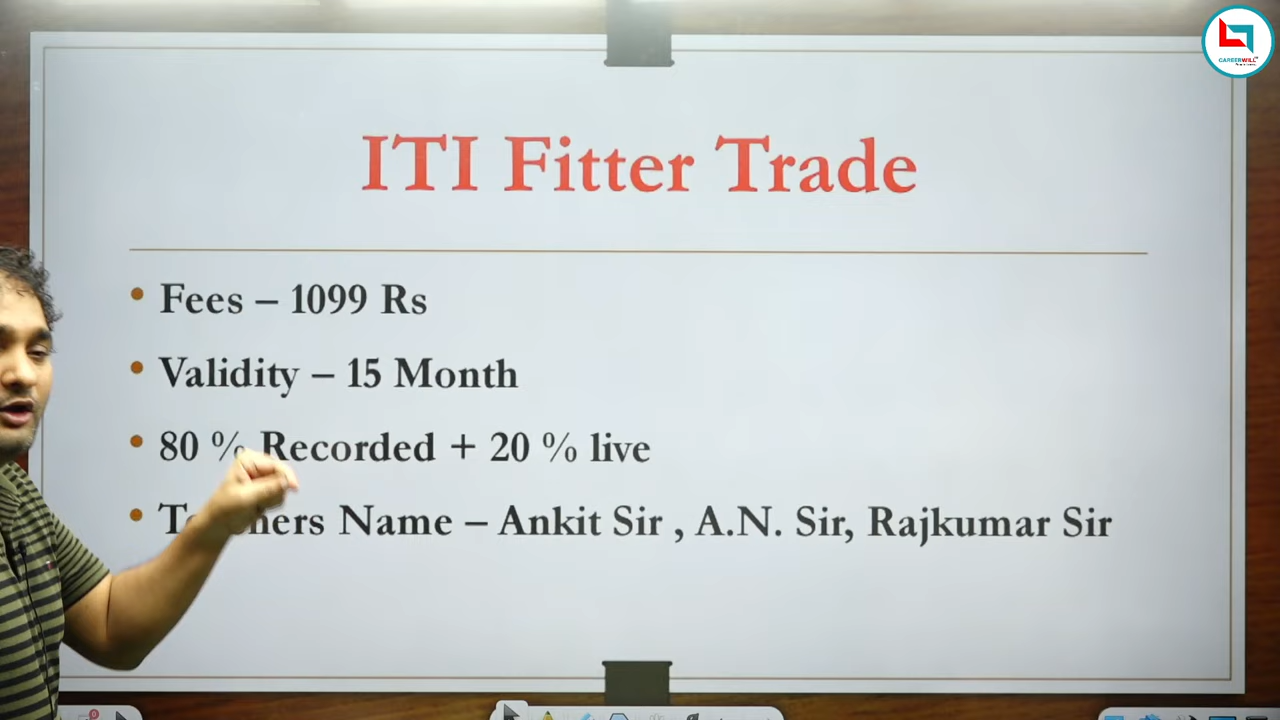 CAREERWILL
ITI Fitter Trade
• Fees – 1099 Rs
• Validity – 15 Month
• 80 % Recorded + 20 % live
• Teachers Name – Ankit Sir , A.N. Sir, Rajkumar Sir